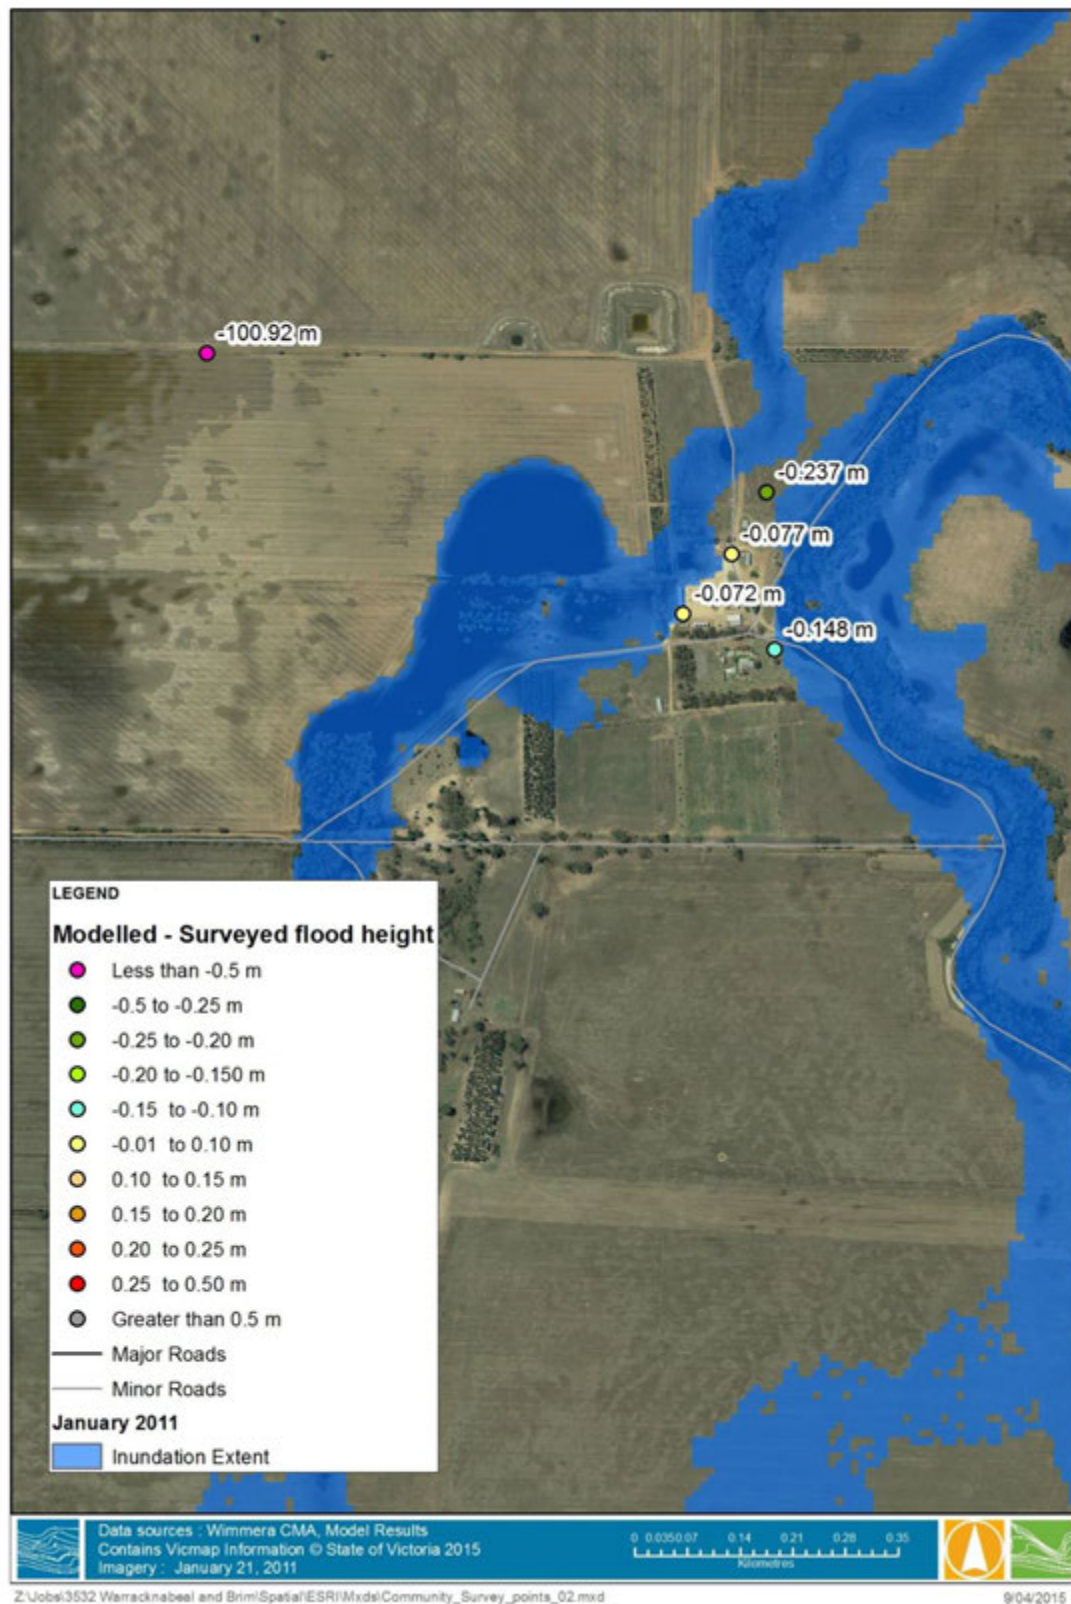 -100.92 m
-0.237 m
-0.077 m
-0.072 m
-0.148 m
LEGEND
Modelled - Surveyed flood height
Less than -0.5 m
-0.5 to -0.25 m
-0.25 to -0.20 m
-0.20 to -0.150 m
-0.15 to -0.10 m
-0.01 to 0.10 m
0.10 to 0.15 m
0.15 to 0.20 m
0.20 to 0.25 m
0.25 to 0.50 m
Greater than 0.5 m
Major Roads
Minor Roads
January 2011
Inundation Extent
Data sources : Wimmera CMA, Model Results
Contains Vicmap Information © State of Victoria 2015
Imagery : January 21, 2011
0 0.0350.07 0.14 0.21 0.28 0.35
Kilometres
Z:\Jobs\3532 Warracknabeal and Brim\Spatial\ESRI\Mxds\Community_Survey_points_02.mxd
9/04/2015